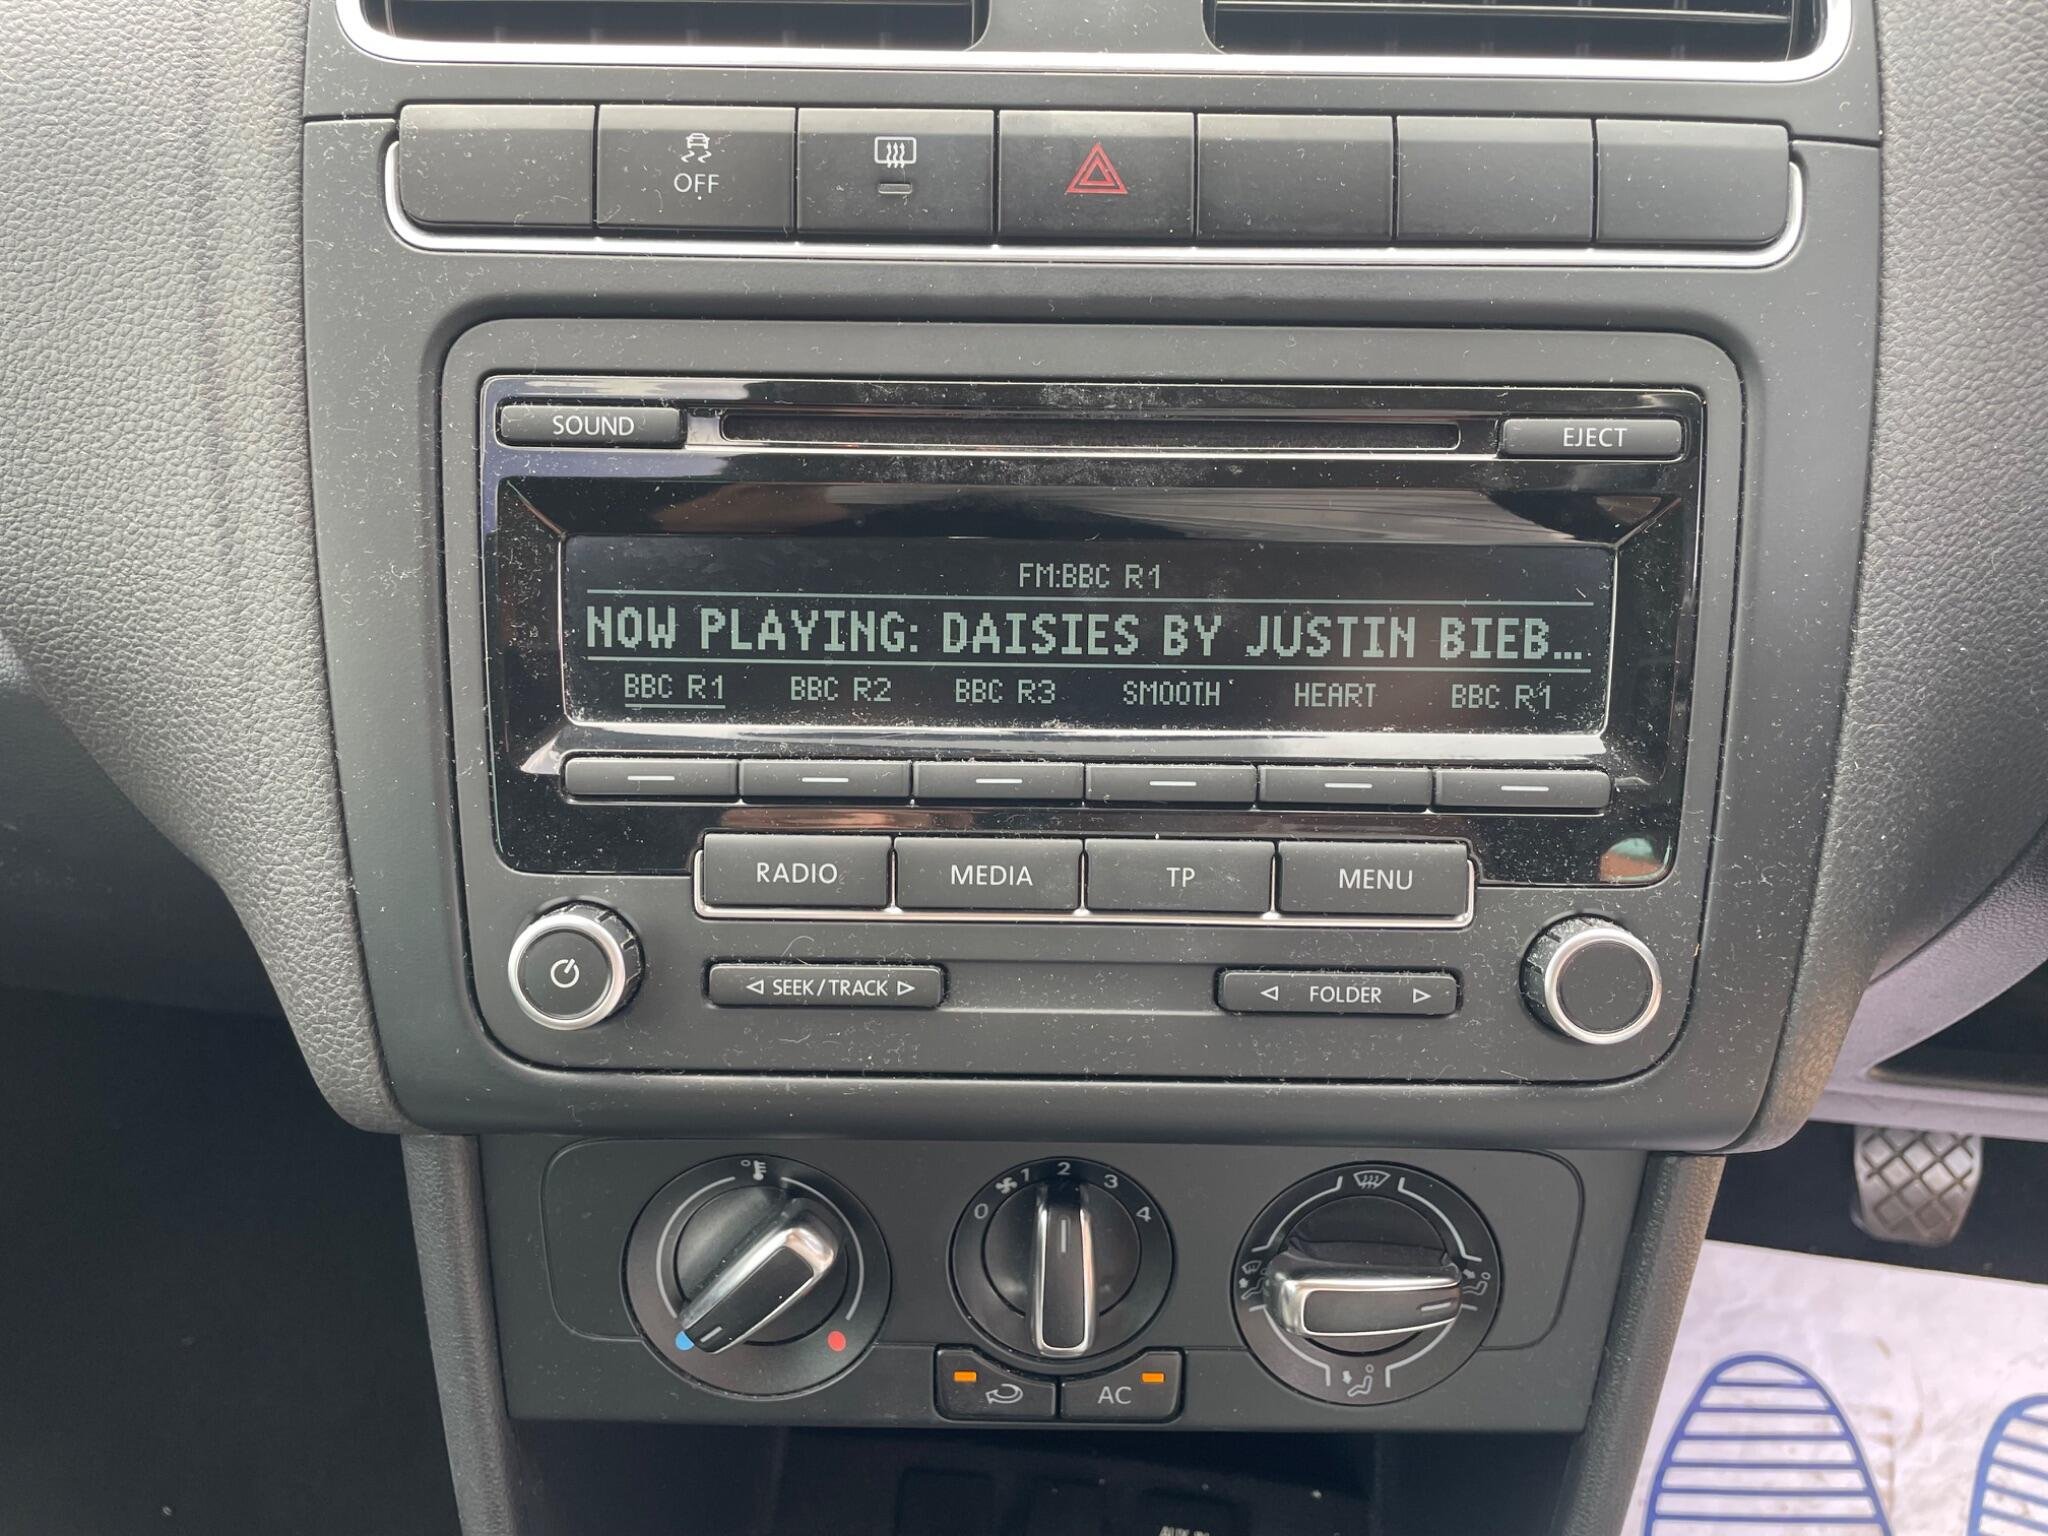 OFF
SOUND EJECT
FM:BBC R1
NOW PLAYING: DAISIES BY JUSTIN BIEB...
BBC R1 BBC R2 BBC R3 SMOOTH HEART BBC R1
RADIO MEDIA TP MENU
SEEK/TRACK FOLDER
0 1 2 3 4
AC